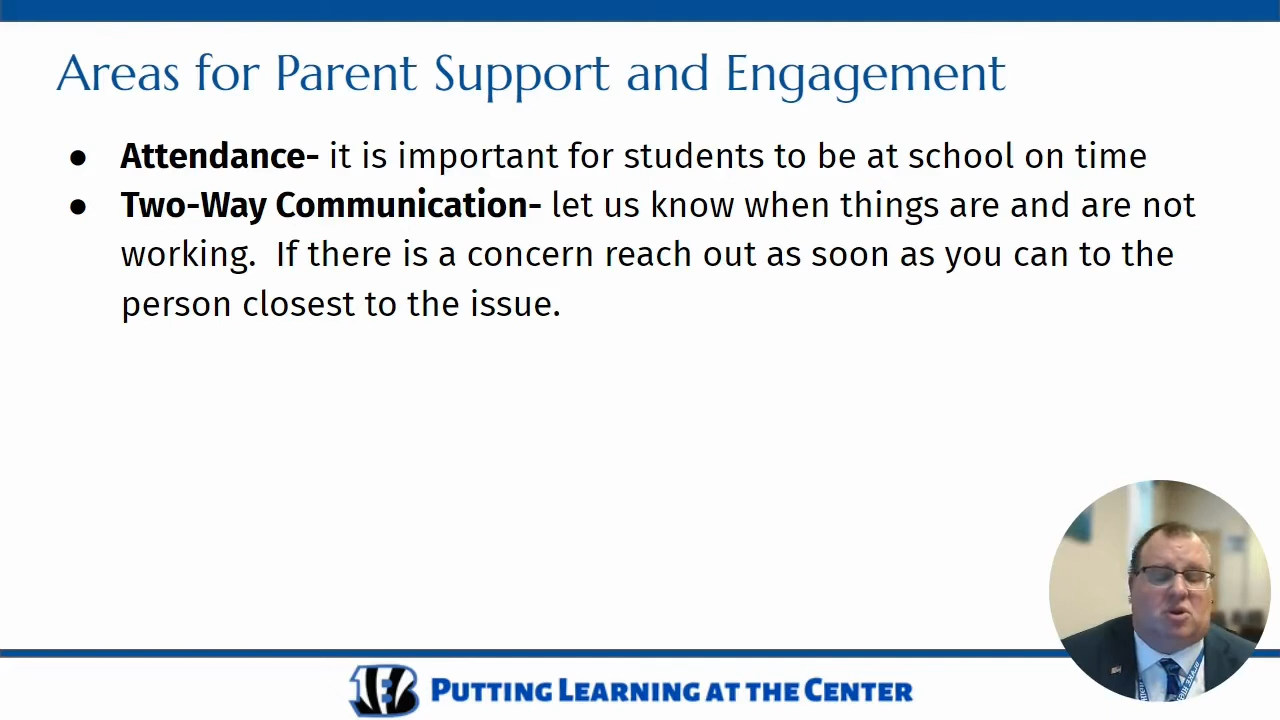 Areas for Parent Support and Engagement
● Attendance- it is important for students to be at school on time
● Two-Way Communication- let us know when things are and are not
working.  If there is a concern reach out as soon as you can to the
person closest to the issue.
PUTTING LEARNING AT THE CENTER